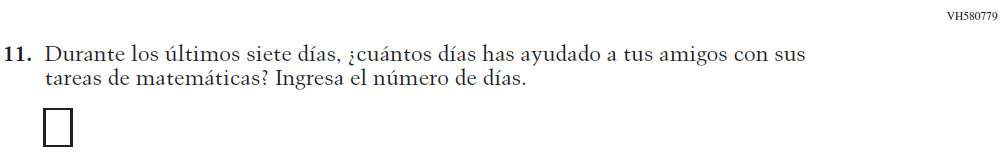 VH580779
11. Durante los últimos siete días, ¿cuántos días has ayudado a tus amigos con sus
tareas de matemáticas? Ingresa el número de días.